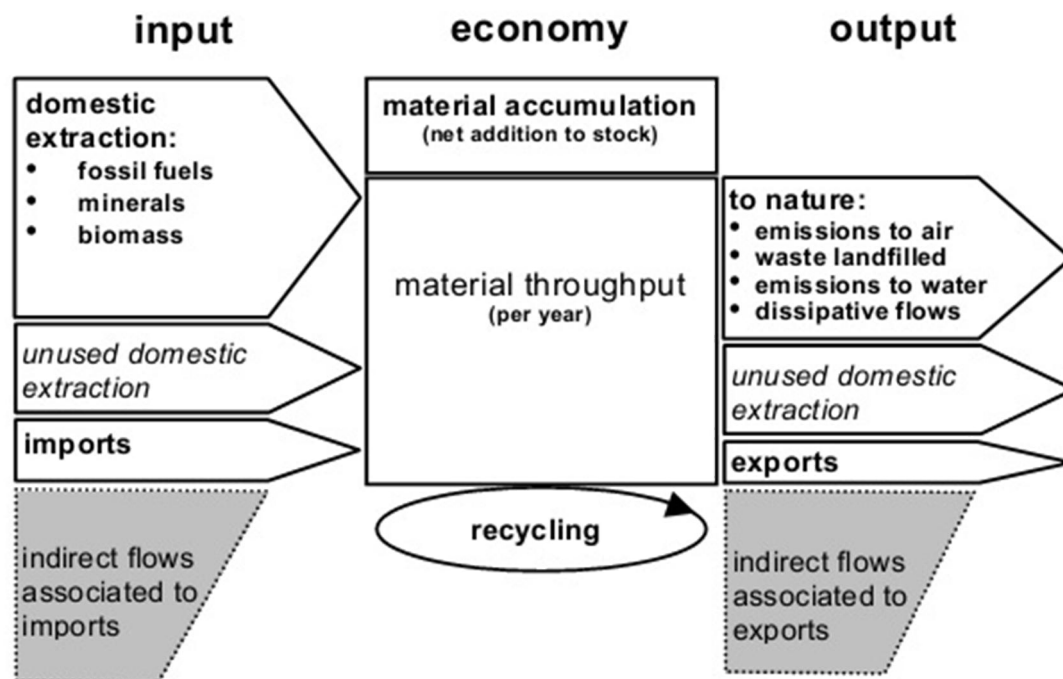 input
economy
output
domestic
extraction:
• fossil fuels
• minerals
• biomass
unused domestic
extraction
imports
indirect flows
associated to
imports
material accumulation
(net addition to stock)
material throughput
(per year)
recycling
to nature:
• emissions to air
• waste landfilled
• emissions to water
• dissipative flows
unused domestic
extraction
exports
indirect flows
associated to
exports